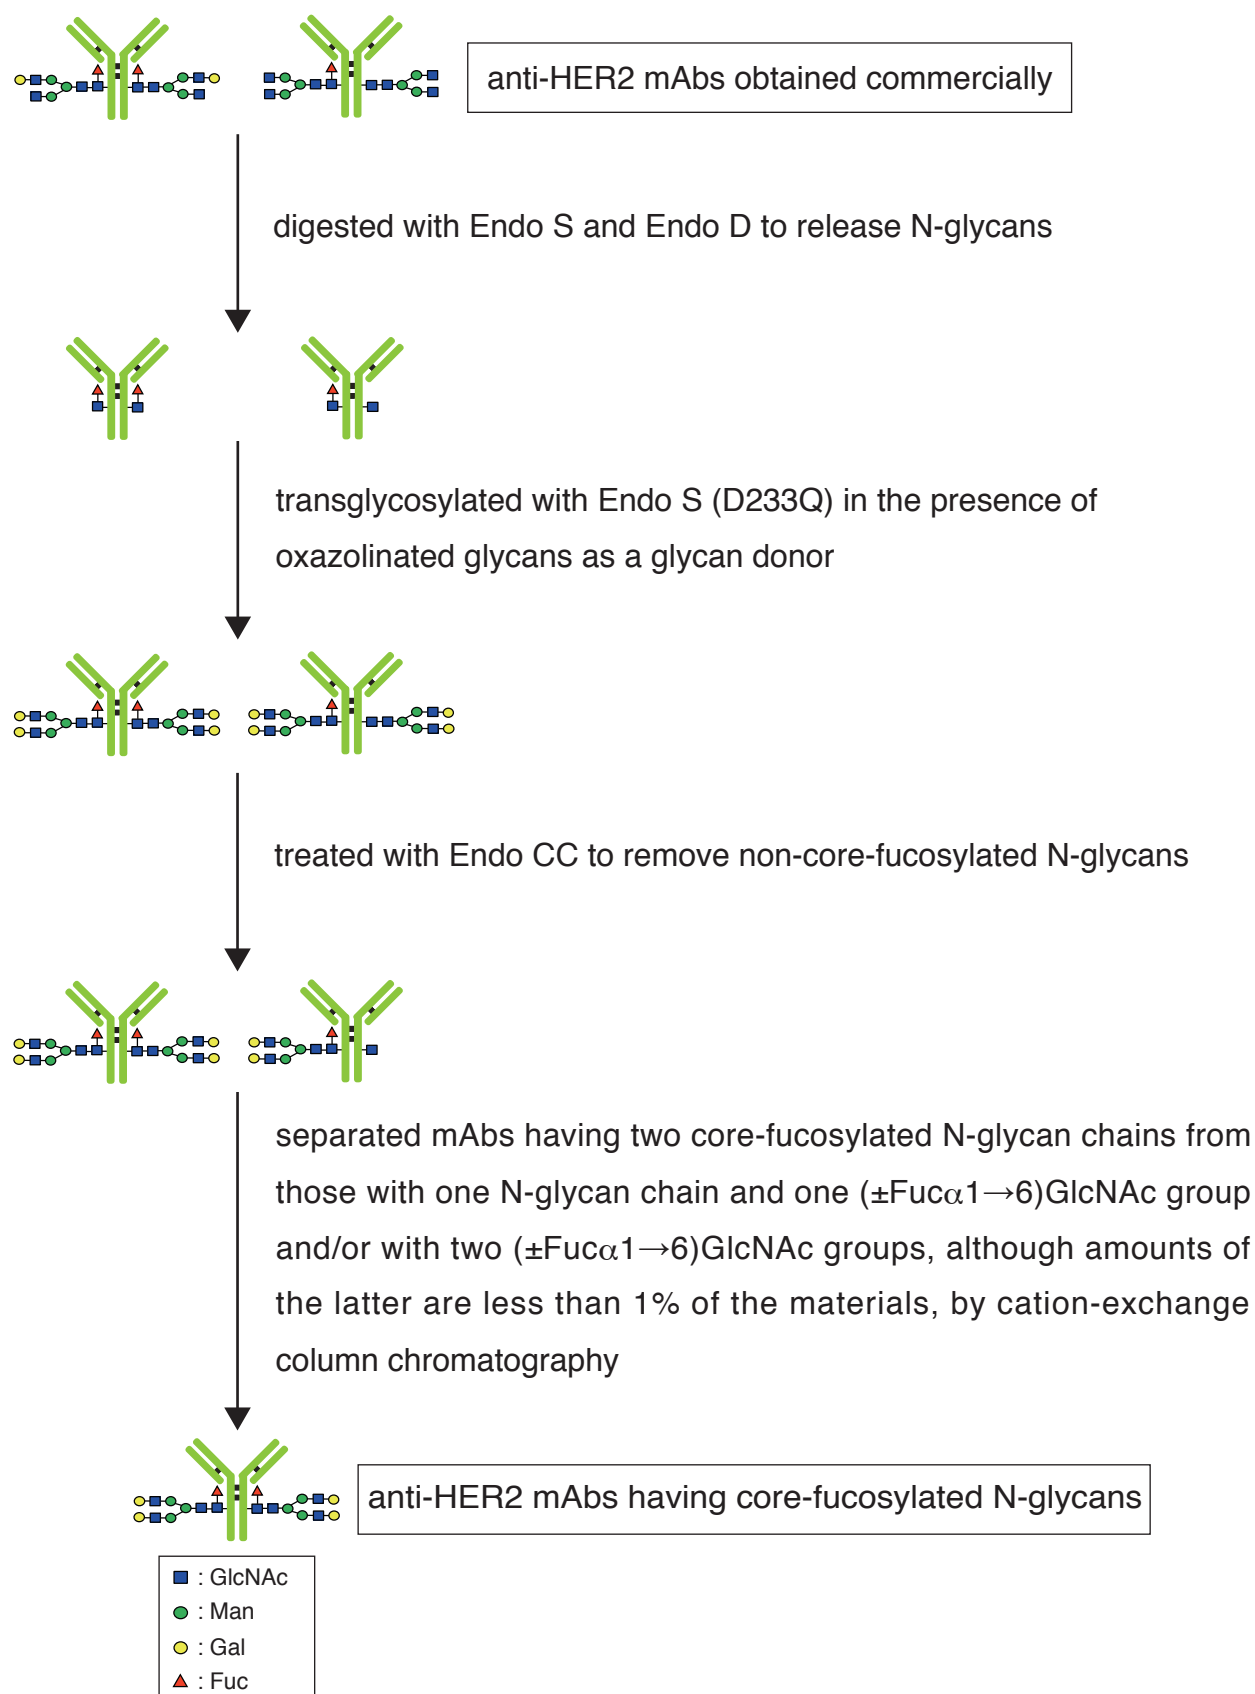 anti-HER2 mAbs obtained commercially
digested with Endo S and Endo D to release N-glycans
transglycosylated with Endo S (D233Q) in the presence of
oxazolinated glycans as a glycan donor
treated with Endo CC to remove non-core-fucosylated N-glycans
separated mAbs having two core-fucosylated N-glycan chains from
those with one N-glycan chain and one (±Fucα1→6)GlcNAc group
and/or with two (±Fucα1→6)GlcNAc groups, although amounts of
the latter are less than 1% of the materials, by cation-exchange
column chromatography
anti-HER2 mAbs having core-fucosylated N-glycans
: GlcNAc
: Man
: Gal
: Fuc